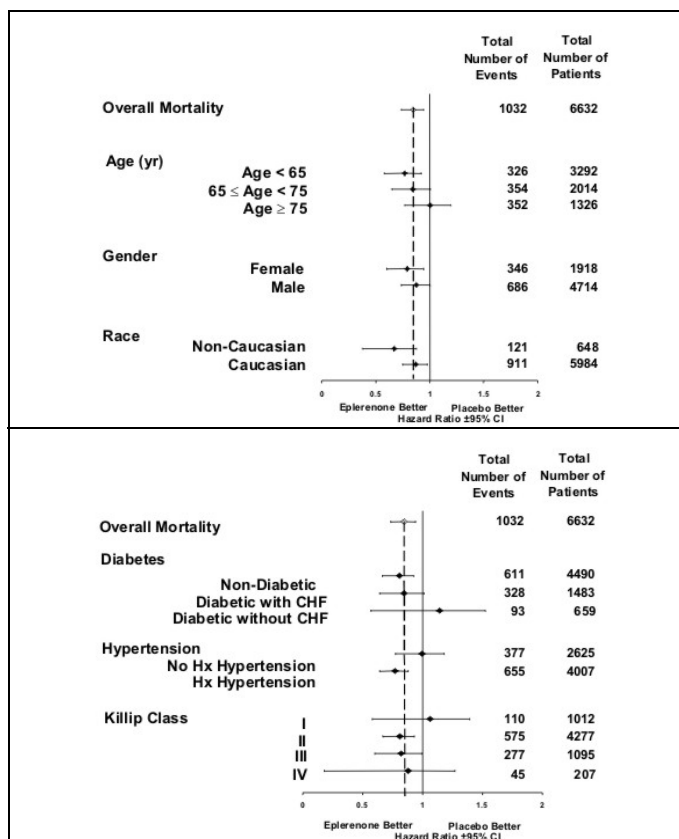 Total Total
Number of Number of
Events Patients
Overall Mortality 1032 6632
Age (yr)
Age < 65 326 3292
65 ≤ Age < 75 354 2014
Age ≥ 75 352 1326
Gender
Female 346 1918
Male 686 4714
Race
Non-Caucasian 121 648
Caucasian 911 5984
0 0.5 1 1.5 2
Eplerenone Better Placebo Better
Hazard Ratio ±95% CI
Total Total
Number of Number of
Events Patients
Overall Mortality 1032 6632
Diabetes
Non-Diabetic 611 4490
Diabetic with CHF 328 1483
Diabetic without CHF 93 659
Hypertension
No Hx Hypertension 377 2625
Hx Hypertension 655 4007
Killip Class
I 110 1012
II 575 4277
III 277 1095
IV 45 207
0 0.5 1 1.5 2
Eplerenone Better Placebo Better
Hazard Ratio ±95% CI